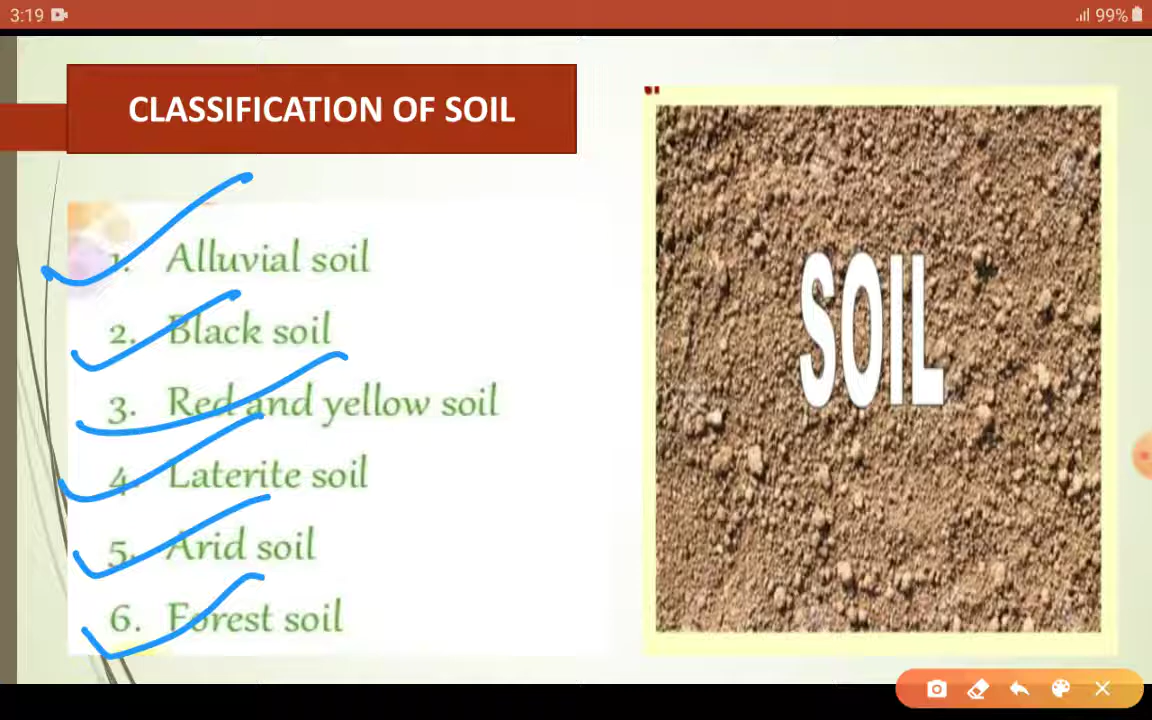 3:19
99%
CLASSIFICATION OF SOIL
1. Alluvial soil
2. Black soil
3. Red and yellow soil
4. Laterite soil
5. Arid soil
6. Forest soil
SOIL